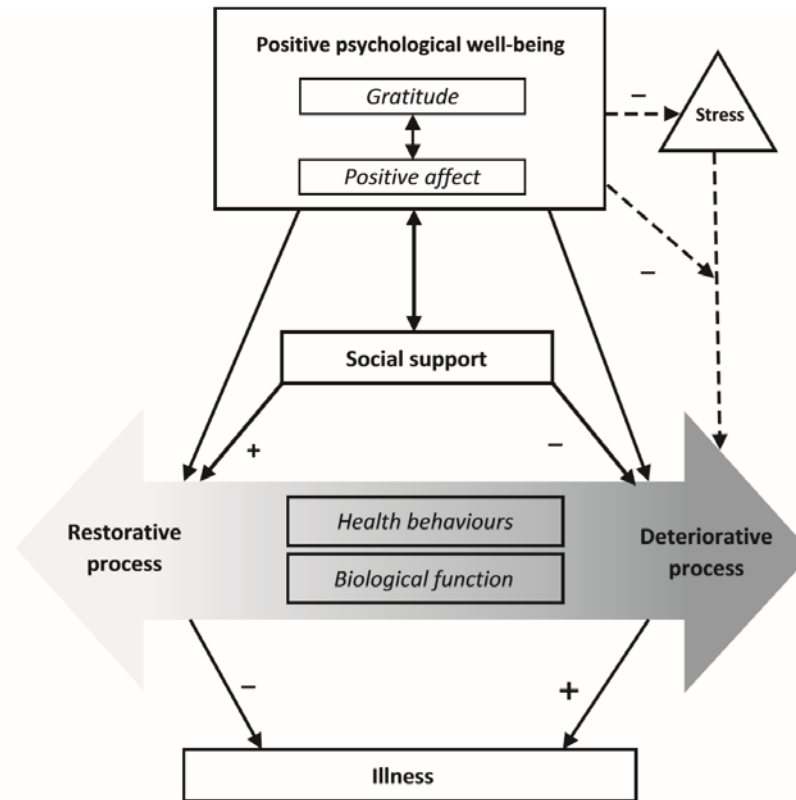 Positive psychological well-being
Gratitude
Positive affect
–
Stress
–
Social support
+
–
Restorative
process
Health behaviours
Biological function
Deteriorative
process
–
+
Illness